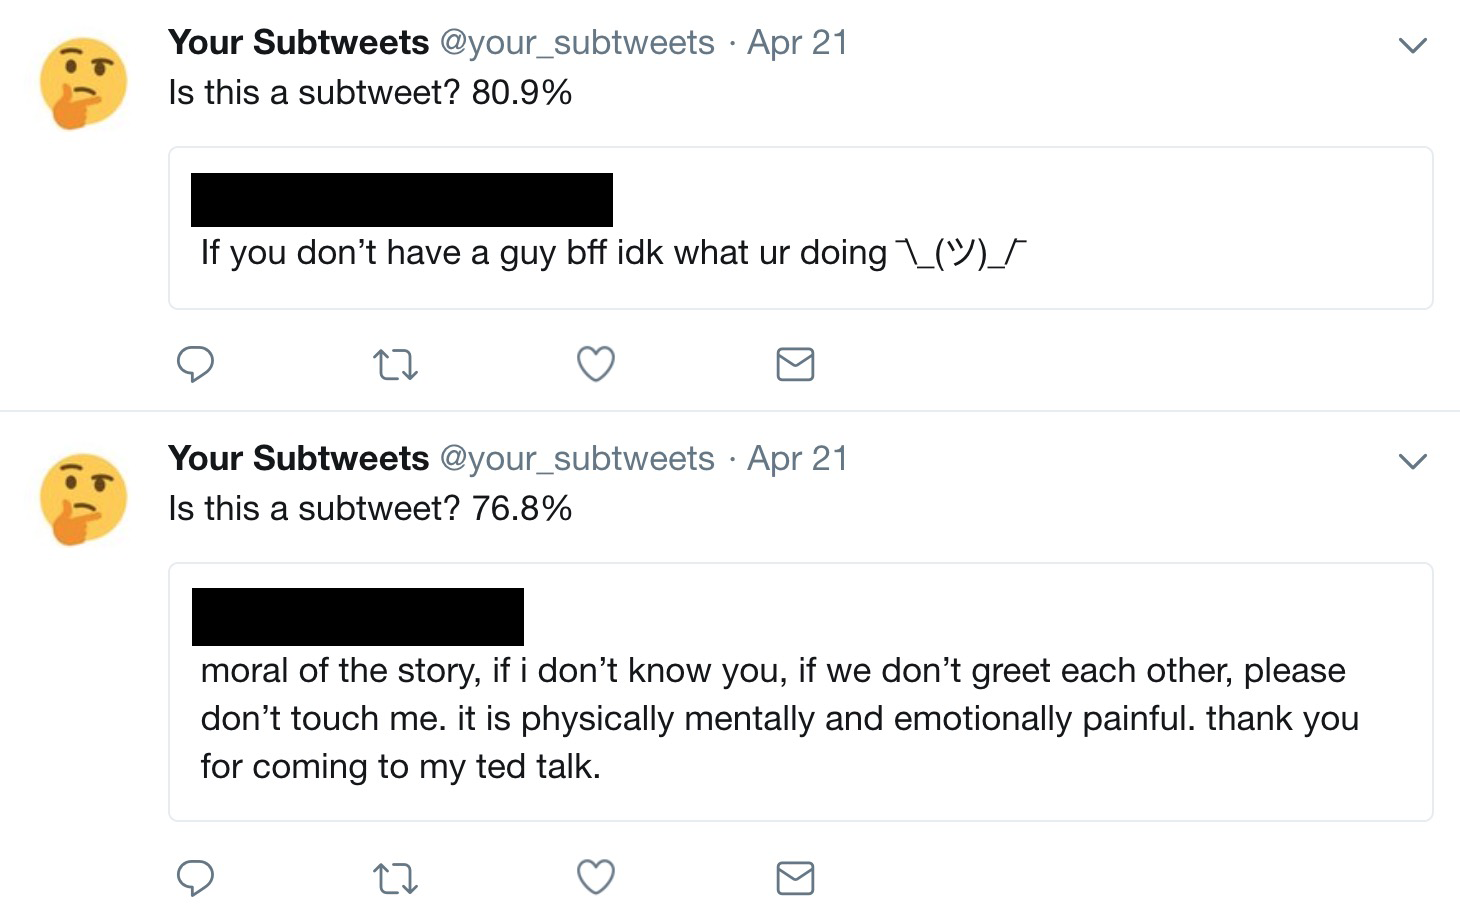 Your Subtweets @your_subtweets · Apr 21
Is this a subtweet? 80.9%
If you don’t have a guy bff idk what ur doing ¯\_(ツ)_/¯
Your Subtweets @your_subtweets · Apr 21
Is this a subtweet? 76.8%
moral of the story, if i don’t know you, if we don’t greet each other, please
don’t touch me. it is physically mentally and emotionally painful. thank you
for coming to my ted talk.